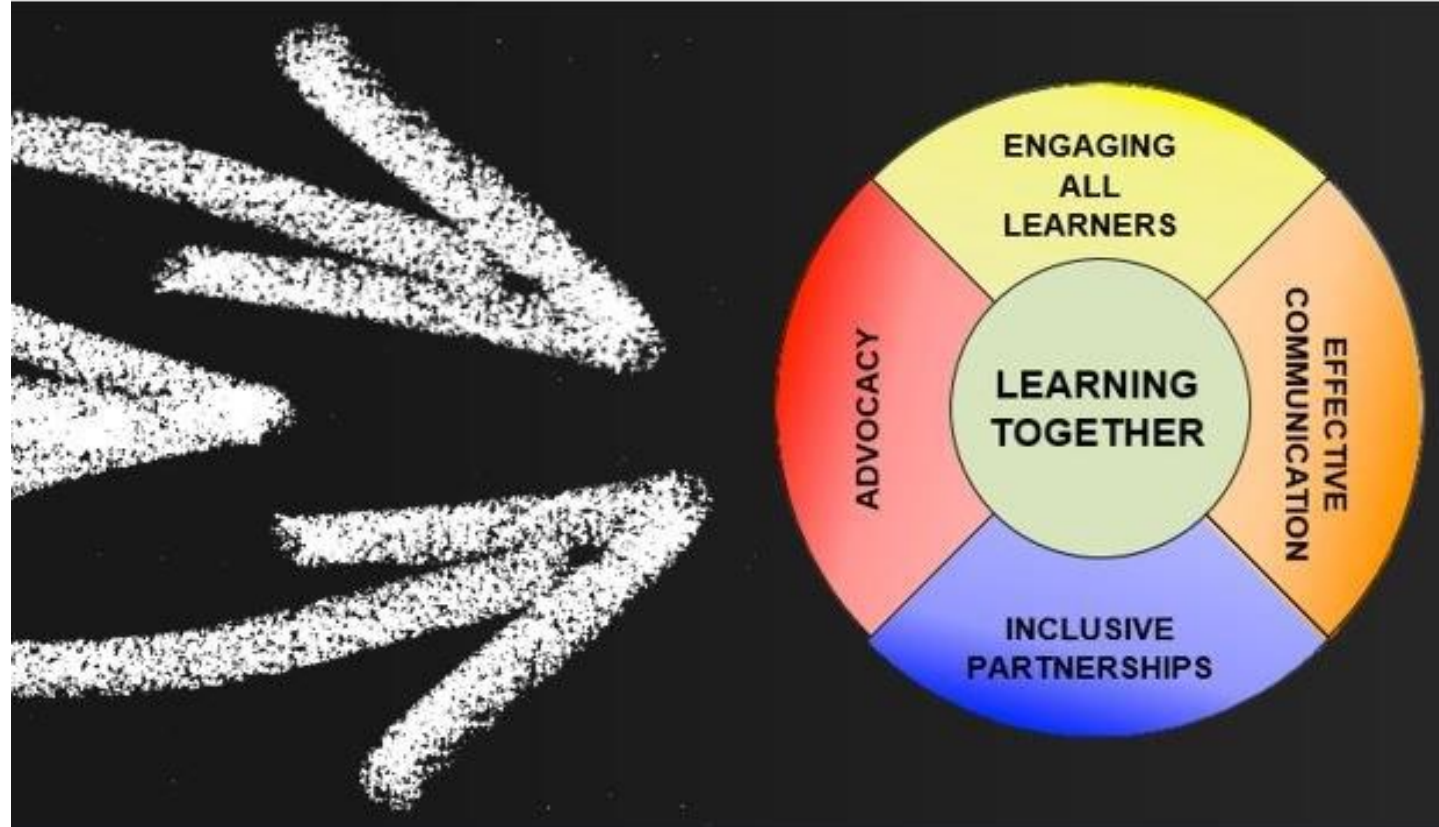 ENGAGING
ALL
LEARNERS
ADVOCACY
LEARNING
TOGETHER
EFFECTIVE
COMMUNICATION
INCLUSIVE
PARTNERSHIPS